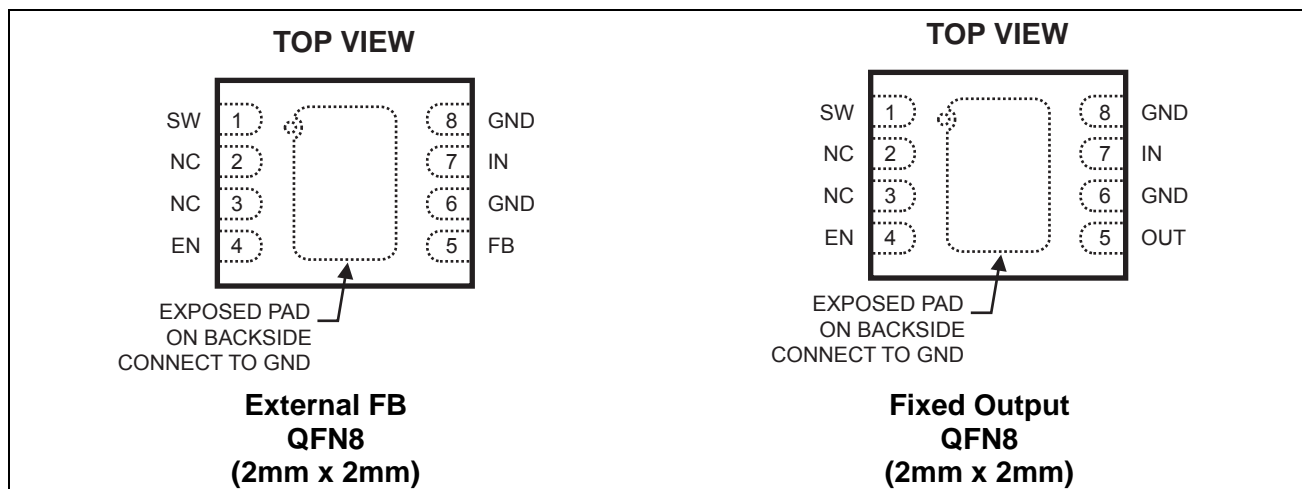 TOP VIEW
SW 1 8 GND
NC 2 7 IN
NC 3 6 GND
EN 4 5 FB
EXPOSED PAD
ON BACKSIDE
CONNECT TO GND
External FB
QFN8
(2mm x 2mm)
TOP VIEW
SW 1 8 GND
NC 2 7 IN
NC 3 6 GND
EN 4 5 OUT
EXPOSED PAD
ON BACKSIDE
CONNECT TO GND
Fixed Output
QFN8
(2mm x 2mm)